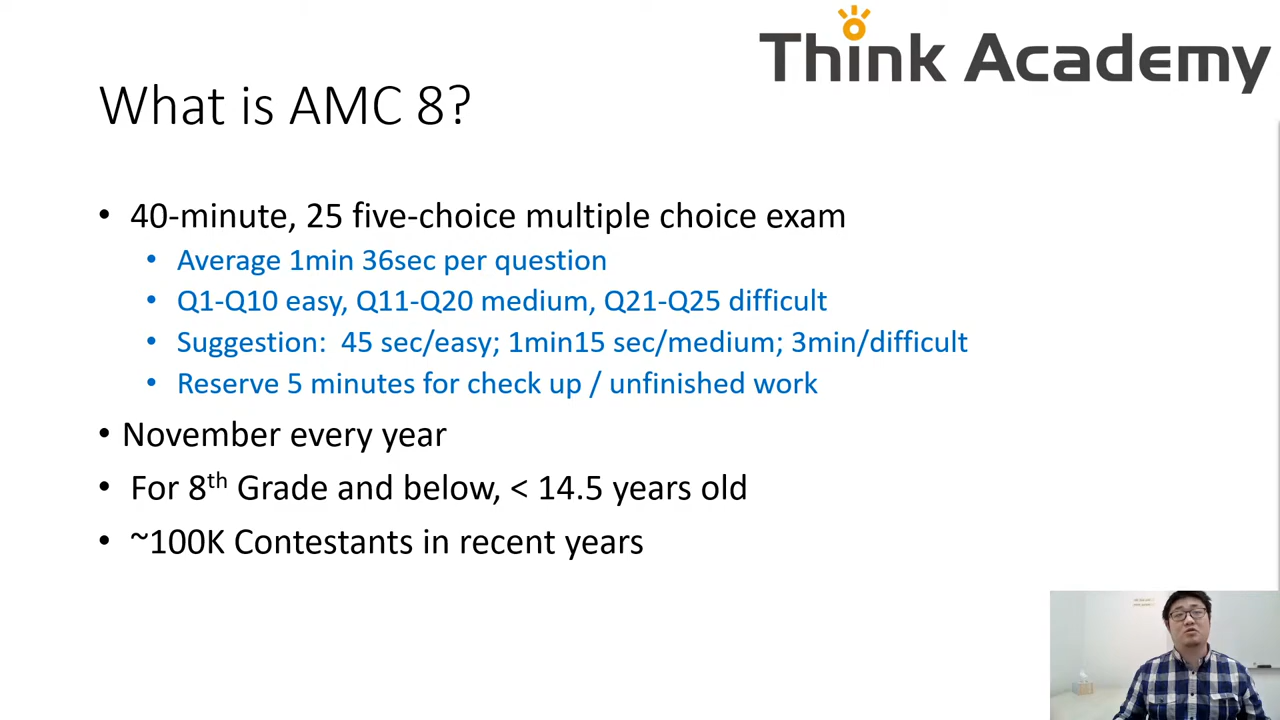 Think Academy
What is AMC 8?
• 40-minute, 25 five-choice multiple choice exam
• Average 1min 36sec per question
• Q1-Q10 easy, Q11-Q20 medium, Q21-Q25 difficult
• Suggestion: 45 sec/easy; 1min15 sec/medium; 3min/difficult
• Reserve 5 minutes for check up / unfinished work
• November every year
• For 8th Grade and below, < 14.5 years old
• ~100K Contestants in recent years